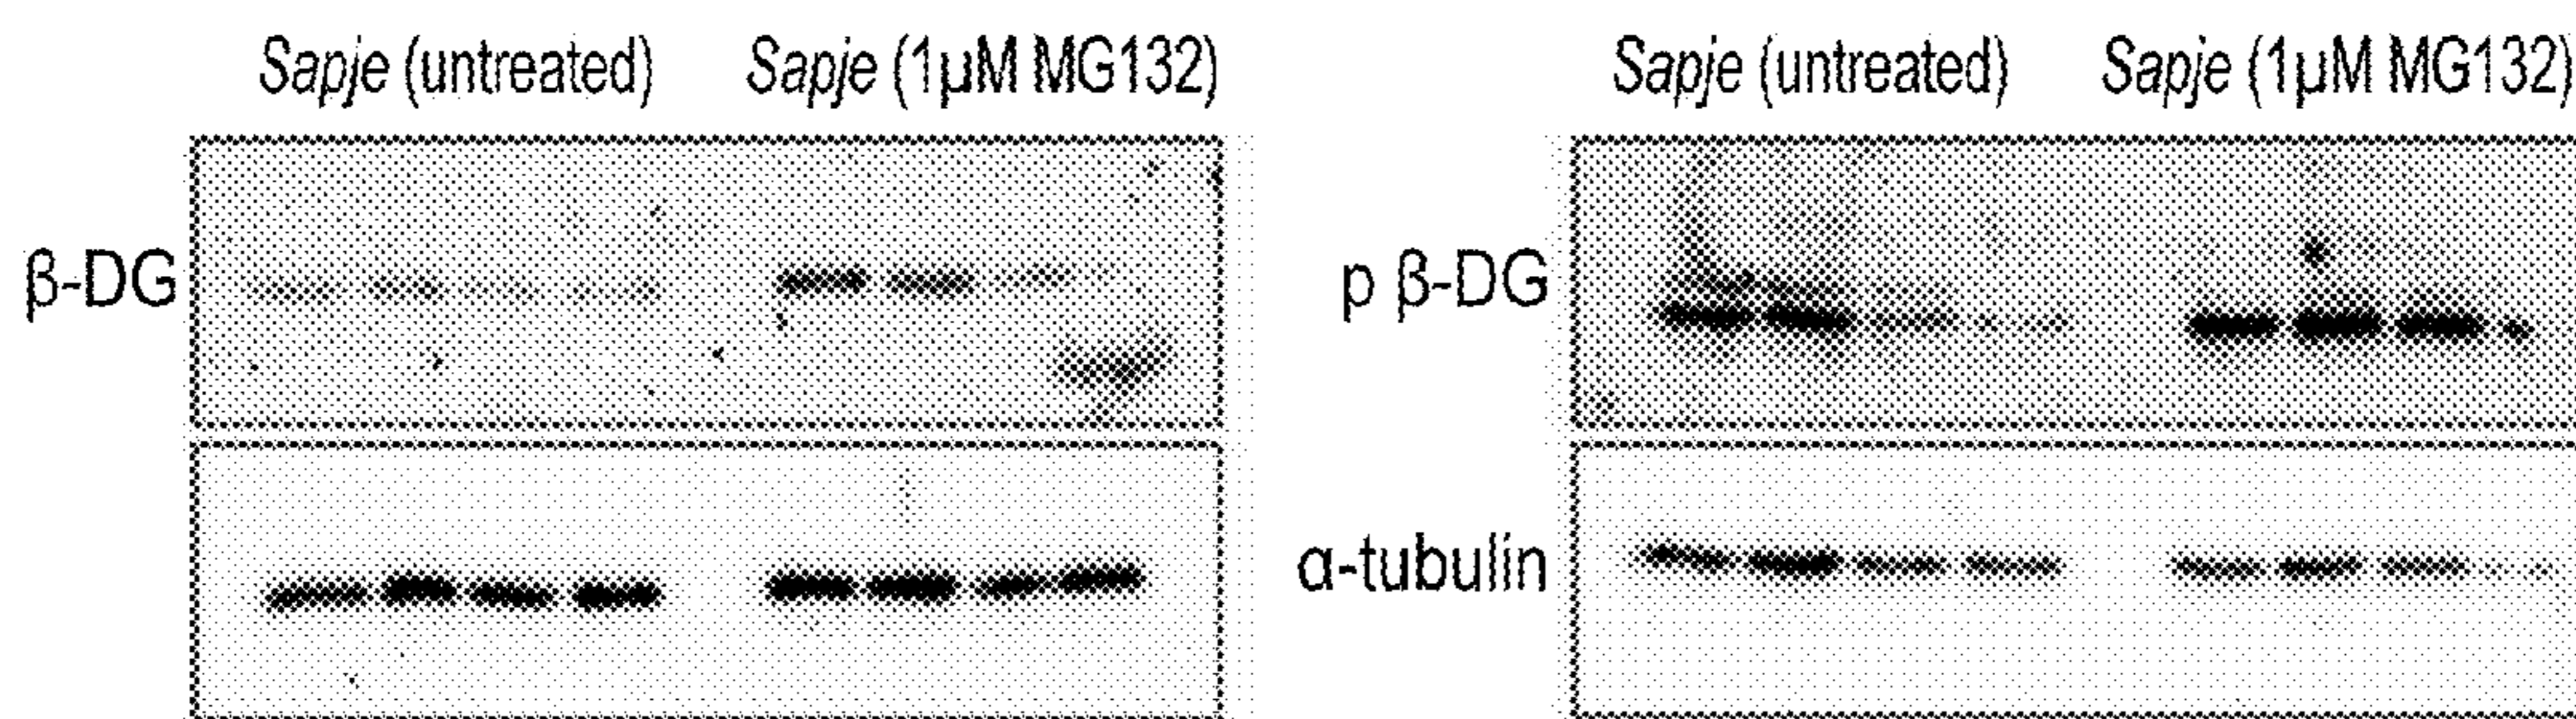 Sapje (untreated) Sapje (1µM MG132) Sapje (untreated) Sapje (1µM MG132)
β-DG p β-DG
α-tubulin